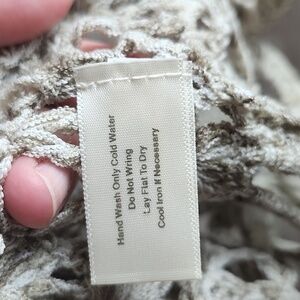 Hand Wash Only Cold Water
Do Not Wring
Lay Flat To Dry
Cool Iron If Necessary